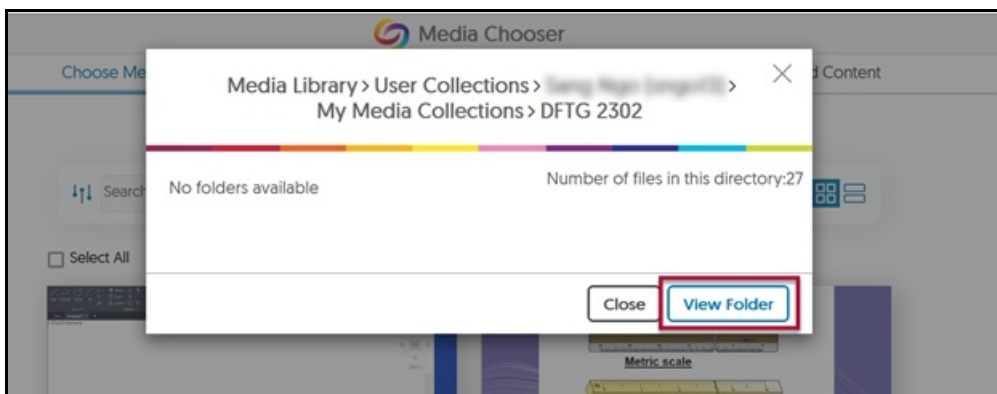 Media Chooser
Choose Me
d Content
Media Library > User Collections > >
My Media Collections > DFTG 2302
No folders available
Number of files in this directory:27
Search
Select All
Close
View Folder
Metric scale